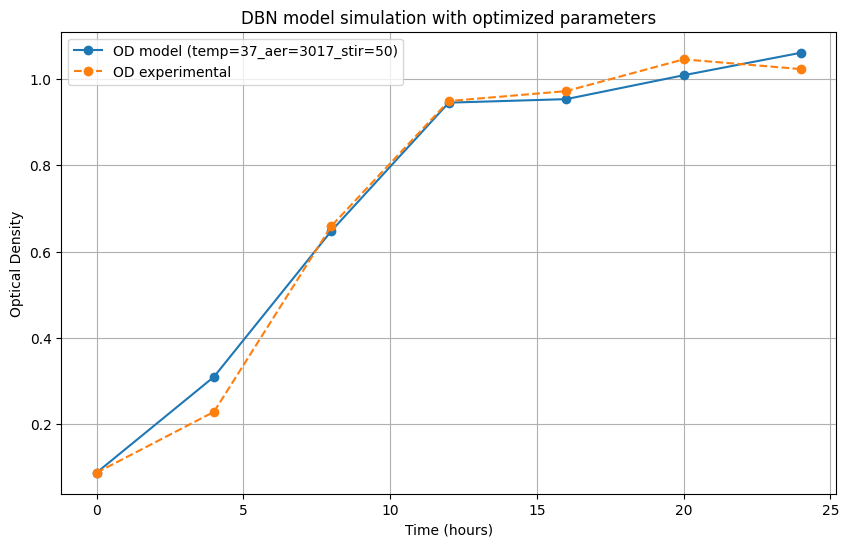 DBN model simulation with optimized parameters
OD model (temp=37_aer=3017_stir=50)
OD experimental
Optical Density
1.0
0.8
0.6
0.4
0.2
0
5
10
15
20
25
Time (hours)